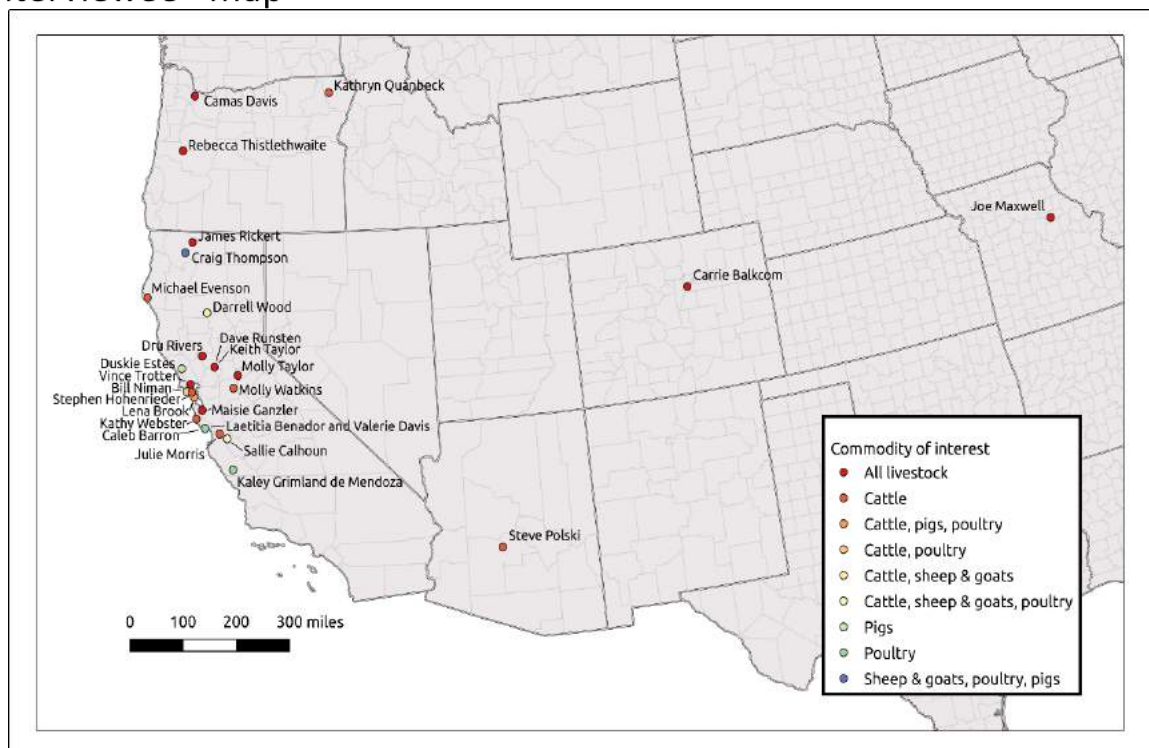 map
Kathryn Quanbeck
Camas Davis
Rebecca Thistlethwaite
Joe Maxwell
James Rickert
Craig Thompson
Carrie Balkcom
Michael Evenson
Darrell Wood
Dave Runsten
Dru Rivers
Keith Taylor
Duskie Estes
Molly Taylor
Vince Trotter
Bill Niman
Molly Watkins
Stephen Hohenrieder
Lena Brook
Maisie Ganzler
Kathy Webster
Laetitia Benador and Valerie Davis
Caleb Barron
Julie Morris
Sallie Calhoun
Kaley Grimland de Mendoza
Steve Polski
0 100 200 300 miles
Commodity of interest
All livestock
Cattle
Cattle, pigs, poultry
Cattle, poultry
Cattle, sheep & goats
Cattle, sheep & goats, poultry
Pigs
Poultry
Sheep & goats, poultry, pigs